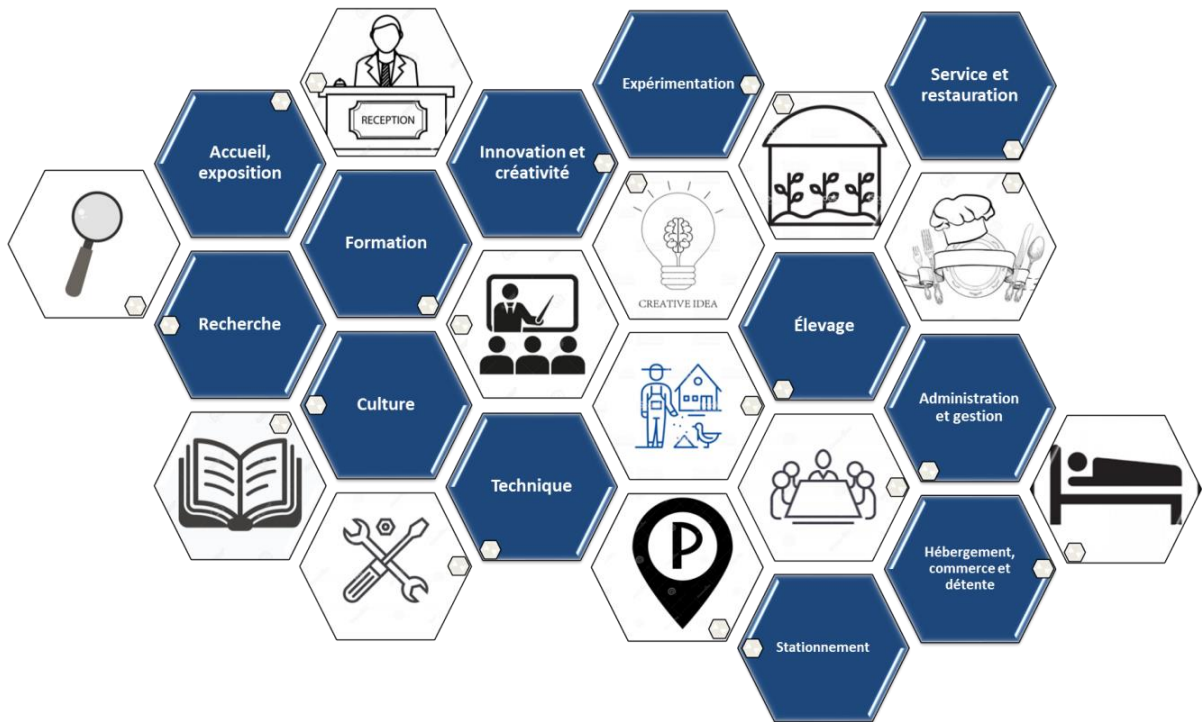 RECEPTION
Expérimentation
Service et
restauration
Accueil,
exposition
Innovation et
créativité
Formation
CREATIVE IDEA
Recherche
Élevage
Culture
Administration
et gestion
Technique
P
Hébergement,
commerce et
détente
Stationnement